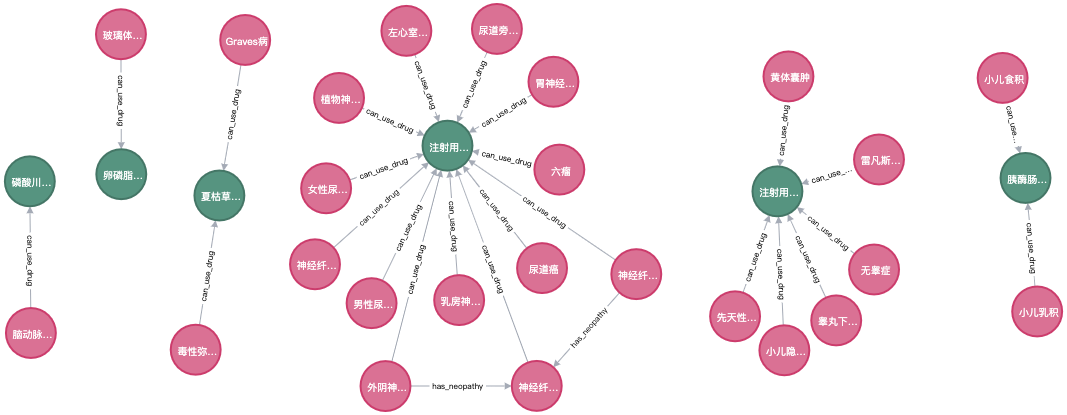 玻璃体...
can_use_drug
卵磷脂...
磷酸川...
can_use_drug
脑动脉...
Graves病
can_use_drug
夏枯草...
can_use_drug
毒性弥...
左心室...
尿道旁...
胃神经...
植物神...
can_use_drug
can_use_drug
can_use_drug
can_use_drug
注射用...
can_use_drug
六瘤
女性尿...
can_use_drug
can_use_drug
can_use_drug
can_use_drug
can_use_drug
can_use_drug
can_use_drug
can_use_drug
can_use_drug
神经纤...
男性尿...
乳房神...
尿道癌
神经纤...
has_neopathy
外阴神...
has_neopathy
神经纤...
黄体囊肿
can_use_drug
雷凡斯...
can_use_...
注射用...
can_use_drug
can_use_drug
can_use_drug
can_use_drug
无睾症
先天性...
小儿隐...
睾丸下...
小儿食积
can_use...
胰酶肠...
can_use_drug
小儿乳积